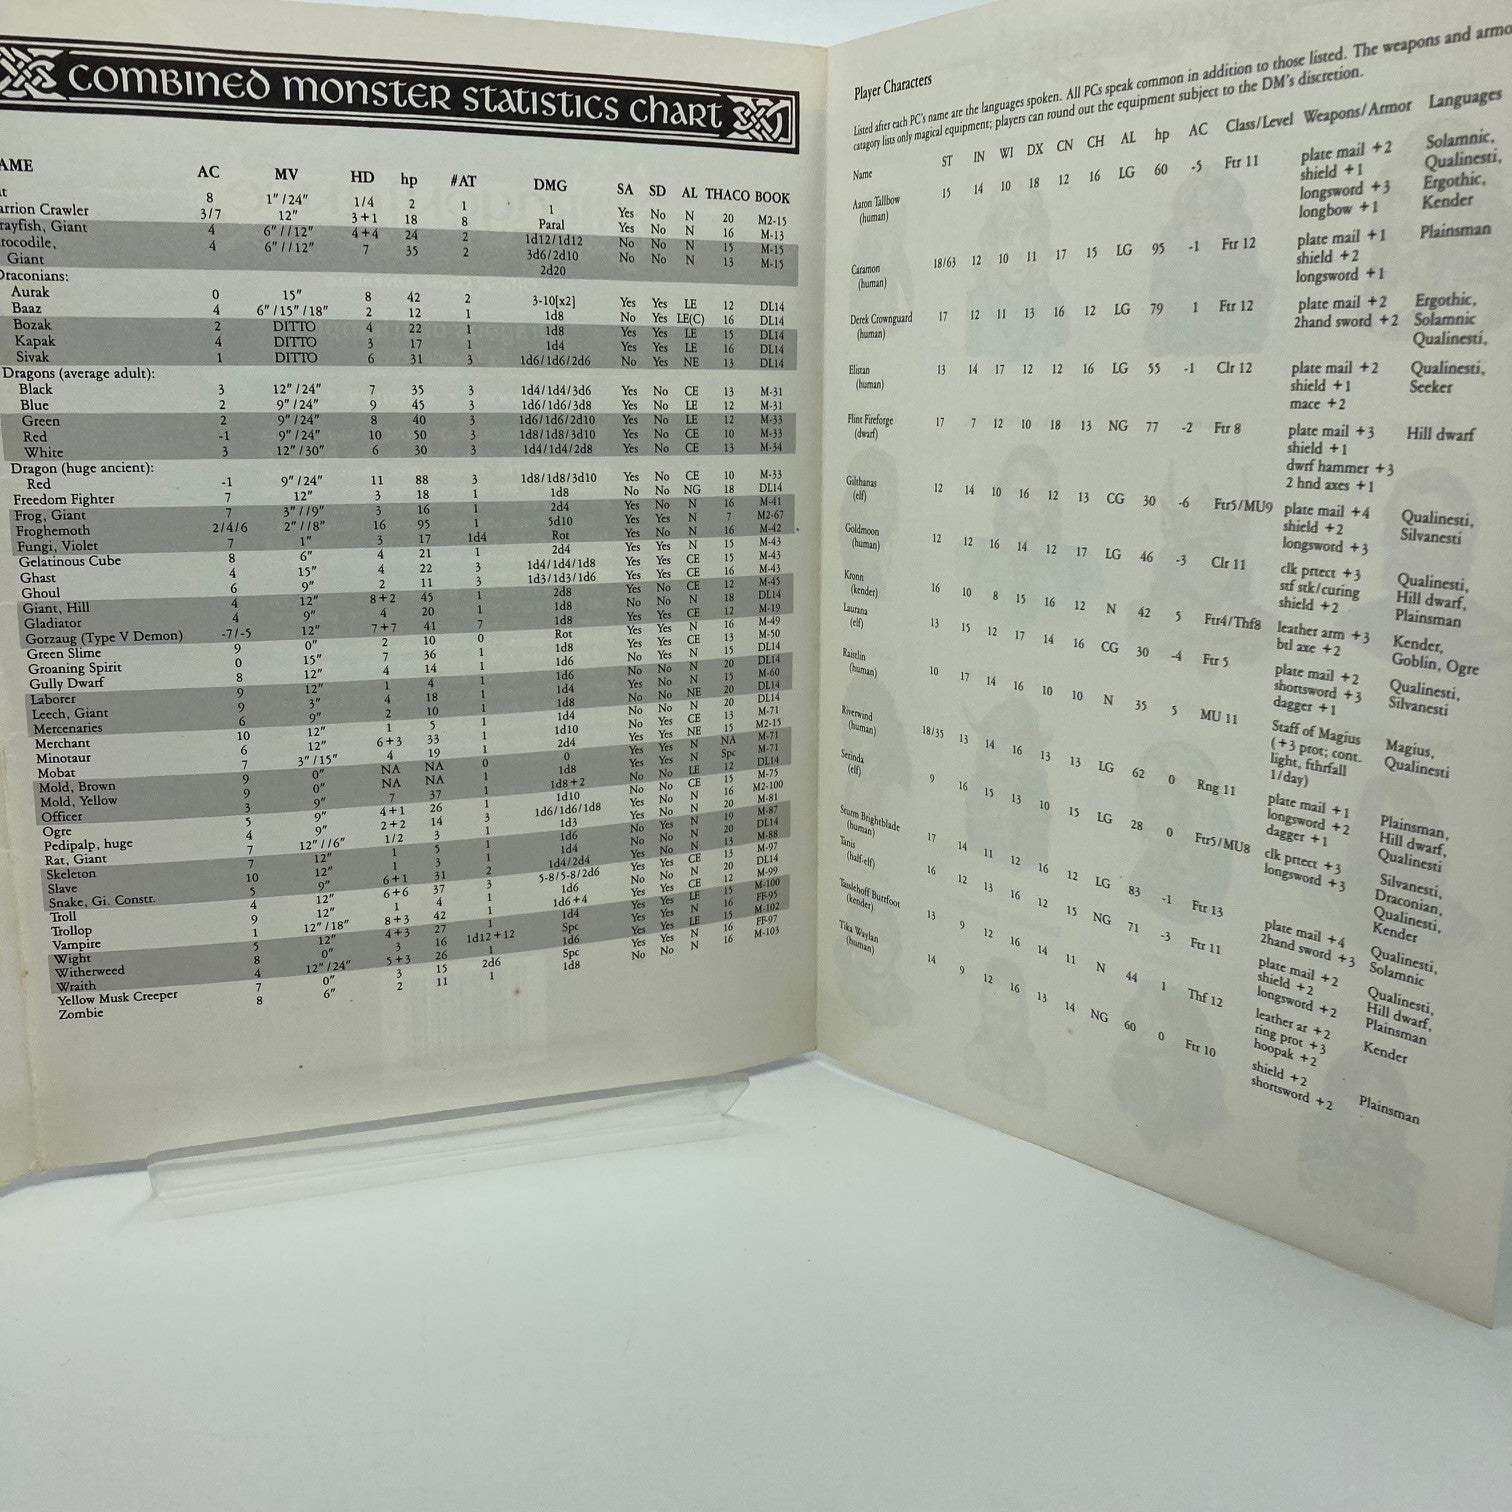 COMBINED MONSTER STATISTICS CHART
AME AC MV HD hp #AT DMG SA SD AL THACO BOOK
t 8 1"/24" 1/4 2 1 1 Yes No N 20 M2-15
arrion Crawler 3/7 12" 3+1 18 8 Paral Yes No N 16 M-13
rayfish, Giant 4 6"//12" 4+4 24 2 1d12/1d12 No No N 15 M-15
rocodile,
Giant 4 6"//12" 7 35 2 3d6/2d10 No No N 13 M-15
2d20
Draconians:
Aurak 0 15" 8 42 2 3-10[x2] Yes Yes LE 12 DL14
Baaz 4 6"/15"/18" 2 12 1 1d8 No Yes LE(C) 16 DL14
Bozak 2 DITTO 4 22 1 1d8 Yes Yes LE 15 DL14
Kapak 4 DITTO 3 17 1 1d4 Yes Yes LE 16 DL14
Sivak 1 DITTO 6 31 3 1d6/1d6/2d6 No Yes NE 13 DL14
Dragons (average adult):
Black 3 12"/24" 7 35 3 1d4/1d4/3d6 Yes No CE 13 M-31
Blue 2 9"/24" 9 45 3 1d6/1d6/3d8 Yes No LE 12 M-31
Green 2 9"/24" 8 40 3 1d6/1d6/2d10 Yes No LE 12 M-33
Red -1 9"/24" 10 50 3 1d8/1d8/3d10 Yes No CE 10 M-33
White 3 12"/30" 6 30 3 1d4/1d4/2d8 Yes No CE 13 M-34
Dragon (huge ancient):
Red -1 9"/24" 11 88 3 1d8/1d8/3d10 Yes No CE 10 M-33
Freedom Fighter 7 12" 3 18 1 1d8 No No NG 18 DL14
Frog, Giant 7 3"//9" 3 16 1 2d4 No No N 16 M-41
Froghemoth 2/4/6 2"//8" 16 95 1 5d10 Yes Yes N 7 M2-67
Fungi, Violet 7 1" 3 17 1d4 Rot Yes No N 16 M-42
Gelatinous Cube 8 6" 4 21 1 2d4 Yes Yes N 15 M-43
Ghast 4 15" 4 22 3 1d4/1d4/1d8 Yes Yes CE 15 M-43
Ghoul 6 9" 2 11 3 1d3/1d3/1d6 Yes Yes CE 16 M-43
Giant, Hill 4 12" 8+2 45 1 2d8 Yes No CE 12 M-45
Gladiator 4 9" 4 20 1 1d8 No No N 18 DL14
Gorzaug (Type V Demon) -7/-5 12" 7+7 41 7 1d8 Yes Yes CE 12 M-19
Green Slime 9 0" 2 10 0 Rot Yes Yes N 16 M-49
Groaning Spirit 0 15" 7 36 1 1d8 Yes Yes CE 13 M-50
Gully Dwarf 8 12" 4 14 1 1d6 No No N 15 DL14
Laborer 9 12" 1 4 1 1d6 No No N 20 DL14
Leech, Giant 9 3" 4 18 1 1d4 Yes No N 15 M-60
Mercenaries 6 9" 2 10 1 1d8 No No NE 20 DL14
Merchant 10 12" 1 5 1 1d4 No No N 20 DL14
Minotaur 6 12" 6+3 33 1 1d10 No Yes CE 13 M-71
Mobat 7 3"/15" 4 19 1 2d4 Yes Yes NE 15 M2-15
Mold, Brown 9 0" NA NA 0 0 Yes Yes N NA M-71
Mold, Yellow 9 0" NA NA 1 1d8 Yes Yes N Spc M-71
Officer 3 9" 7 37 1 1d8+2 No No LE 12 DL14
Ogre 5 9" 4+1 26 1 1d10 No No CE 15 M-75
Pedipalp, huge 4 9" 2+2 14 3 1d6/1d6/1d8 Yes No N 16 M2-100
Rat, Giant 7 12"//6" 1/2 3 1 1d3 Yes No N 20 M-81
Skeleton 7 12" 1 5 1 1d6 No Yes N 19 M-87
Slave 10 12" 1 3 1 1d4 No No N 20 DL14
Snake, Gi. Constr. 5 9" 6+1 31 2 1d4/2d4 No No N 13 M-88
Troll 4 12" 6+6 37 3 5-8/5-8/2d6 Yes Yes CE 13 M-97
Trollop 9 12" 1 4 1 1d6 No No N 20 DL14
Vampire 1 12"/18" 8+3 42 1 1d6+4 Yes Yes CE 12 M-99
Wight 5 12" 4+3 27 1 1d4 Yes Yes LE 15 M-100
Witherweed 8 0" 3 16 1d12+12 Spc Yes Yes N 16 FF-95
Wraith 4 12"/24" 5+3 26 1 1d6 Yes Yes LE 15 M-102
Yellow Musk Creeper 7 0" 3 15 2d6 Spc Yes Yes N 16 FF-97
Zombie 8 6" 2 11 1 1d8 No No N 16 M-103
Player Characters
Listed after each PC's name are the languages spoken. All PCs speak common in addition to those listed. The weapons and armo
catagory lists only magical equipment; players can round out the equipment subject to the DM's discretion.
Name ST IN WI DX CN CH AL hp AC Class/Level Weapons/Armor Languages
Aaron Tallbow 15 14 10 18 12 16 LG 60 -5 Ftr 11 plate mail +2 Solamnic,
(human) shield +1 Qualinesti,
longsword +3 Ergothic,
longbow +1 Kender
Caramon 18/63 12 10 11 17 15 LG 95 -1 Ftr 12 plate mail +1 Plainsman
(human) shield +2
longsword +1
Derek Crownguard 17 12 11 13 16 12 LG 79 1 Ftr 12 plate mail +2 Ergothic,
(human) 2hand sword +2 Solamnic
Qualinesti,
Elistan 13 14 17 12 12 16 LG 55 -1 Clr 12 plate mail +2 Qualinesti,
(human) shield +1 Seeker
mace +2
Flint Fireforge 17 7 12 10 18 13 NG 77 -2 Ftr 8 plate mail +3 Hill dwarf
(dwarf) shield +1
dwrf hammer +3
2 hnd axes +1
Gilthanas 12 14 10 16 12 13 CG 30 -6 Ftr5/MU9 plate mail +4 Qualinesti,
(elf) shield +2 Silvanesti
longsword +3
Goldmoon 12 12 16 14 12 17 LG 46 -3 Clr 11 clk prtect +3 Qualinesti,
(human) stf stk/curing Hill dwarf,
shield +2 Plainsman
Kronn 16 10 8 15 16 12 N 42 5 Ftr4/Thf8 leather arm +3 Kender,
(kender) btl axe +2 Goblin, Ogre
Laurana 13 15 12 17 14 16 CG 30 -4 Ftr 5 plate mail +2 Qualinesti,
(elf) shortsword +3 Silvanesti
dagger +1
Raistlin 10 17 14 16 10 10 N 35 5 MU 11 Staff of Magius Magius,
(human) (+3 prot; cont. Qualinesti
light, fthrfall
1/day)
Riverwind 18/35 13 14 16 13 13 LG 62 0 Rng 11 plate mail +1 Plainsman,
(human) longsword +2 Hill dwarf,
dagger +1 Qualinesti
Serinda 9 16 15 13 10 15 LG 28 0 Ftr5/MU8 clk prtect +3 Silvanesti,
(elf) longsword +3 Draconian,
Qualinesti,
Kender
Sturm Brightblade 17 14 11 12 16 12 LG 83 -1 Ftr 13 plate mail +4 Qualinesti,
(human) 2hand sword +3 Solamnic
Tanis 16 12 13 16 12 15 NG 71 -3 Ftr 11 plate mail +2 Qualinesti,
(half-elf) shield +2 Hill dwarf,
longsword +2 Plainsman
Tasslehoff Burrfoot 13 9 12 16 14 11 N 44 1 Thf 12 leather ar +2 Kender
(kender) ring prot +3
hoopak +2
Tika Waylan 14 9 12 16 13 14 NG 60 0 Ftr 10 shield +2 Plainsman
(human) shortsword +2